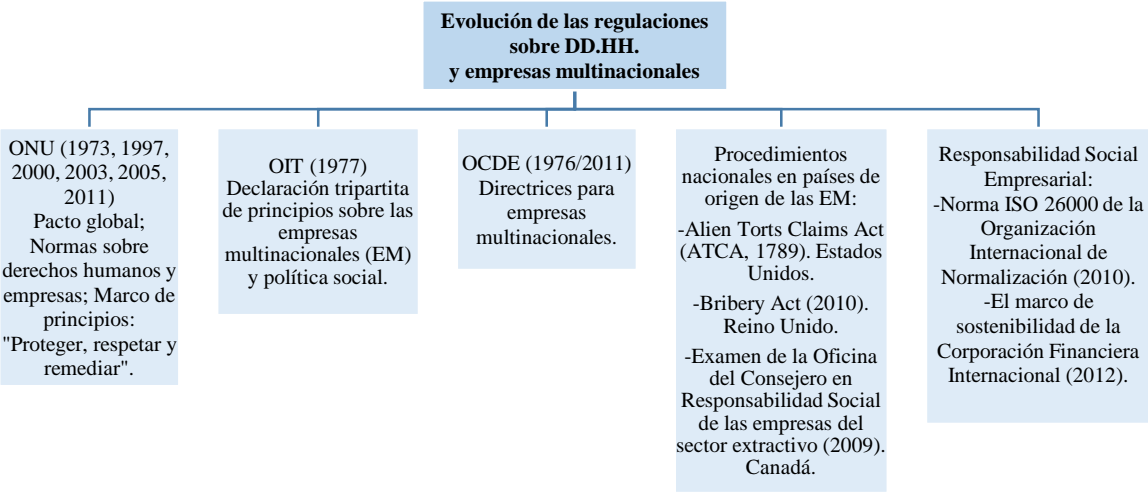 Evolución de las regulaciones
sobre DD.HH.
y empresas multinacionales
ONU (1973, 1997,
2000, 2003, 2005,
2011)
Pacto global;
Normas sobre
derechos humanos y
empresas; Marco de
principios:
"Proteger, respetar y
remediar".
OIT (1977)
Declaración tripartita
de principios sobre las
empresas
multinacionales (EM)
y política social.
OCDE (1976/2011)
Directrices para
empresas
multinacionales.
Procedimientos
nacionales en países de
origen de las EM:
-Alien Torts Claims Act
(ATCA, 1789). Estados
Unidos.
-Bribery Act (2010).
Reino Unido.
-Examen de la Oficina
del Consejero en
Responsabilidad Social
de las empresas del
sector extractivo (2009).
Canadá.
Responsabilidad Social
Empresarial:
-Norma ISO 26000 de la
Organización
Internacional de
Normalización (2010).
-El marco de
sostenibilidad de la
Corporación Financiera
Internacional (2012).